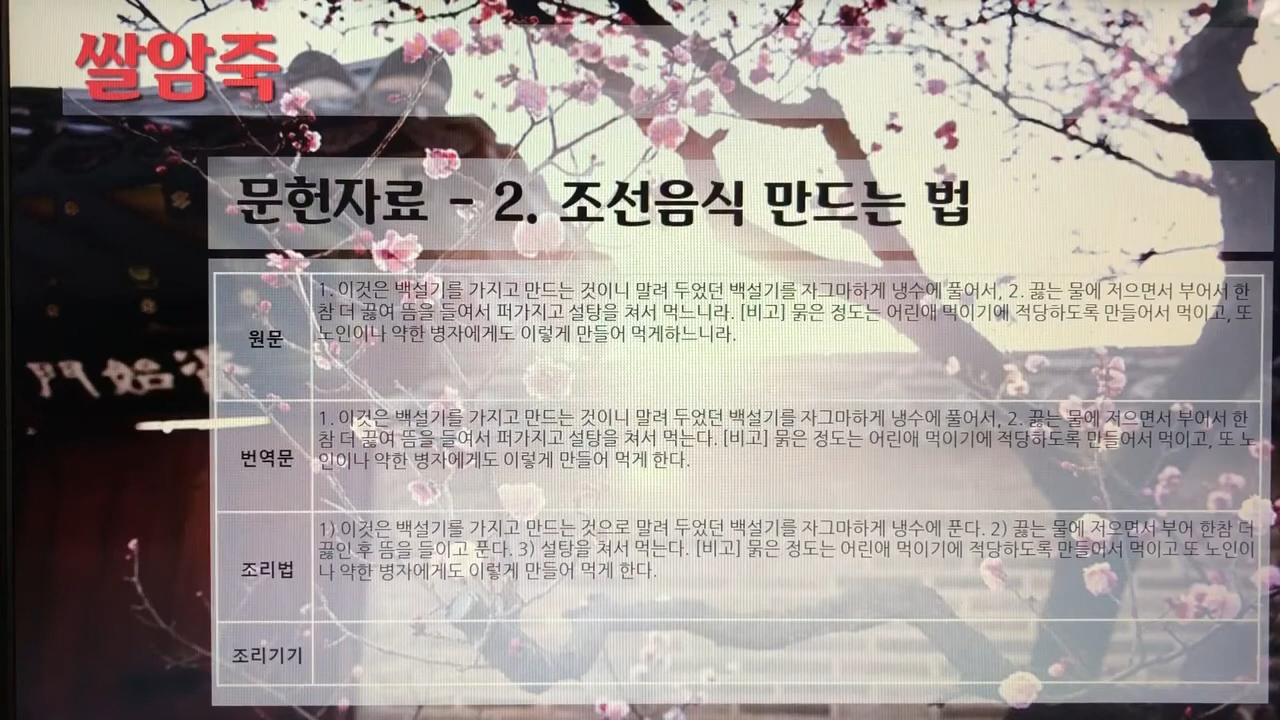 쌀암죽
문헌자료 - 2. 조선음식 만드는 법
원문
1. 이것은 백설기를 가지고 만드는 것이니 말려 두었던 백설기를 자그마하게 냉수에 풀어서, 2. 끓는 물에 저으면서 부어서 한
참 더 끓여 뜸을 들여서 퍼가지고 설탕을 쳐서 먹느니라. [비고] 묽은 정도는 어린애 먹이기에 적당하도록 만들어서 먹이고, 또
노인이나 약한 병자에게도 이렇게 만들어 먹게하느니라.
번역문
1. 이것은 백설기를 가지고 만드는 것이니 말려 두었던 백설기를 자그마하게 냉수에 풀어서, 2. 끓는 물에 저으면서 부어서 한
참 더 끓여 뜸을 들여서 퍼가지고 설탕을 쳐서 먹는다. [비고] 묽은 정도는 어린애 먹이기에 적당하도록 만들어서 먹이고, 또 노
인이나 약한 병자에게도 이렇게 만들어 먹게 한다.
조리법
1) 이것은 백설기를 가지고 만드는 것으로 말려 두었던 백설기를 자그마하게 냉수에 푼다. 2) 끓는 물에 저으면서 부어 한참 더
끓인 후 뜸을 들이고 푼다. 3) 설탕을 쳐서 먹는다. [비고] 묽은 정도는 어린애 먹이기에 적당하도록 만들어서 먹이고 또 노인이
나 약한 병자에게도 이렇게 만들어 먹게 한다.
조리기기
門始